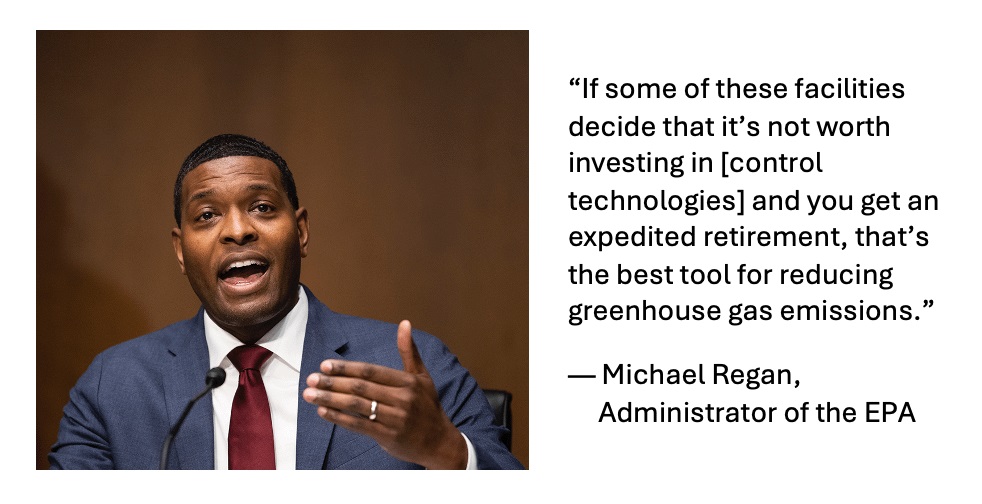 “If some of these facilities
decide that it’s not worth
investing in [control
technologies] and you get an
expedited retirement, that’s
the best tool for reducing
greenhouse gas emissions.”
— Michael Regan,
Administrator of the EPA